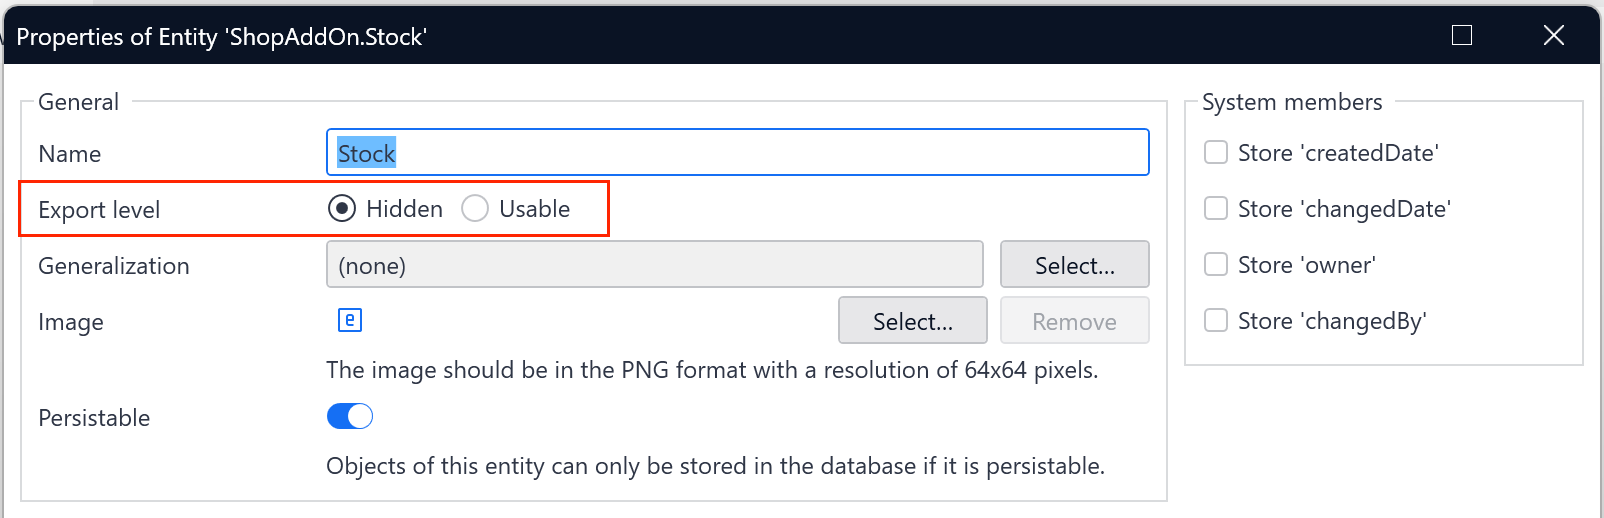 Properties of Entity 'ShopAddOn.Stock'
General
Name
Stock
Export level
Hidden
Usable
Generalization
(none)
Select...
Image
Select...
Remove
The image should be in the PNG format with a resolution of 64x64 pixels.
Persistable
Objects of this entity can only be stored in the database if it is persistable.
System members
Store 'createdDate'
Store 'changedDate'
Store 'owner'
Store 'changedBy'